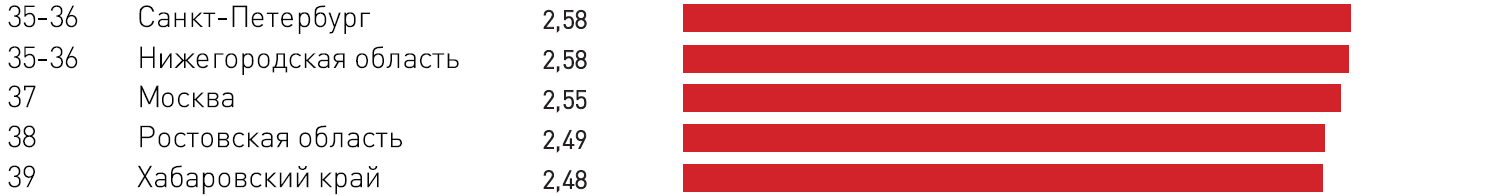 35-36 Санкт-Петербург 2,58
35-36 Нижегородская область 2,58
37 Москва 2,55
38 Ростовская область 2,49
39 Хабаровский край 2,48